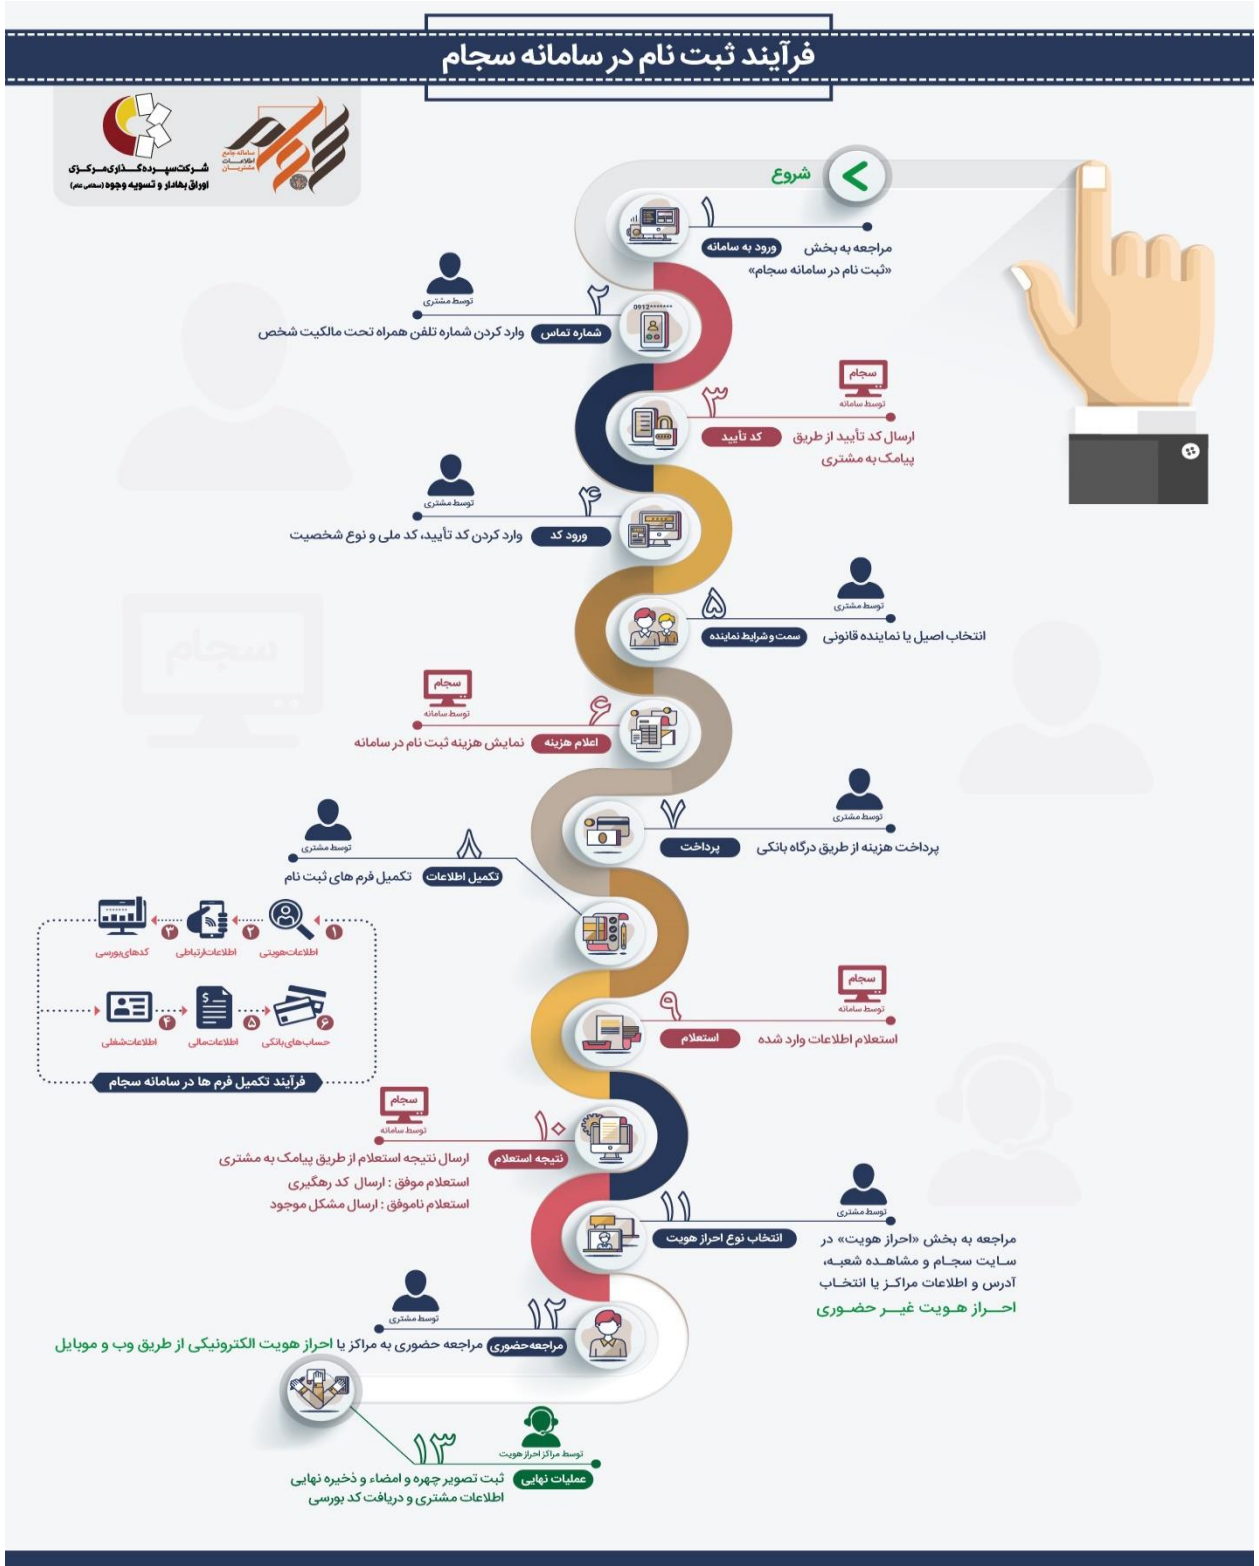 فرآیند ثبت نام در سامانه سجام
سامانه جامع
اطلاعات
مشتریان
شرکت سپرده‌گذاری مرکزی
اوراق بهادار و تسویه وجوه (سهامی عام)
شروع
۱
ورود به سامانه
مراجعه به بخش
«ثبت نام در سامانه سجام»
توسط مشتری
۲
0912*******
شماره تماس
وارد کردن شماره تلفن همراه تحت مالکیت شخص
سجام
توسط سامانه
۳
کد تأیید
ارسال کد تأیید از طریق
پیامک به مشتری
توسط مشتری
۴
ورود کد
وارد کردن کد تأیید، کد ملی و نوع شخصیت
توسط مشتری
۵
سمت و شرایط نماینده
انتخاب اصیل یا نماینده قانونی
سجام
سجام
توسط سامانه
۶
اعلام هزینه
نمایش هزینه ثبت نام در سامانه
توسط مشتری
۷
پرداخت
پرداخت هزینه از طریق درگاه بانکی
توسط مشتری
۸
تکمیل اطلاعات
تکمیل فرم های ثبت نام
۱
اطلاعات هویتی
۲
اطلاعات ارتباطی
۳
کدهای بورسی
۴
اطلاعات شغلی
۵
اطلاعات مالی
۶
حساب های بانکی
فرآیند تکمیل فرم ها در سامانه سجام
سجام
توسط سامانه
۹
استعلام
استعلام اطلاعات وارد شده
سجام
توسط سامانه
۱۰
نتیجه استعلام
ارسال نتیجه استعلام از طریق پیامک به مشتری
استعلام موفق : ارسال کد رهگیری
استعلام ناموفق : ارسال مشکل موجود
توسط مشتری
۱۱
انتخاب نوع احراز هویت
مراجعه به بخش «احراز هویت» در
سایت سجام و مشاهده شعبه،
آدرس و اطلاعات مراکز یا انتخاب
احراز هویت غیر حضوری
توسط مشتری
۱۲
مراجعه حضوری
مراجعه حضوری به مراکز یا احراز هویت الکترونیکی از طریق وب و موبایل
توسط مراکز احراز هویت
۱۳
عملیات نهایی
ثبت تصویر چهره و امضاء و ذخیره نهایی
اطلاعات مشتری و دریافت کد بورسی